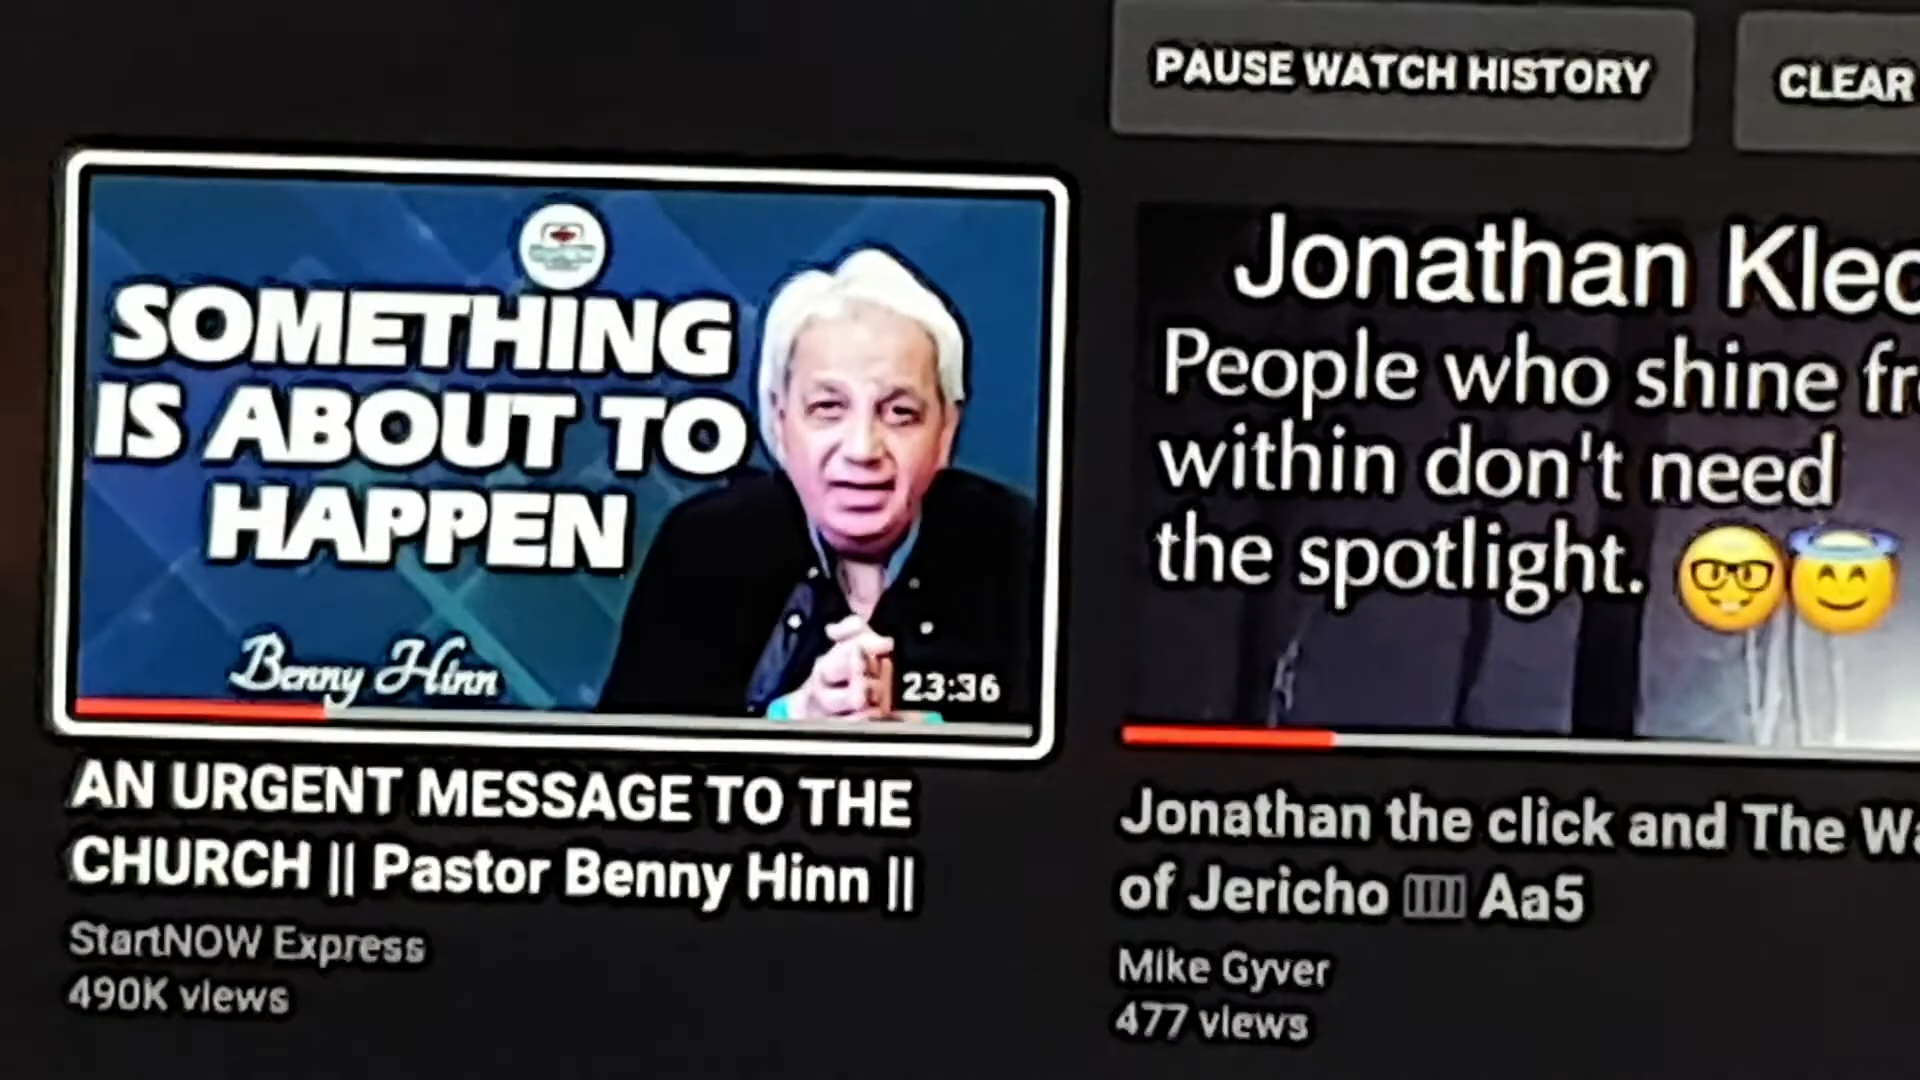 PAUSE WATCH HISTORY
CLEAR
SOMETHING
IS ABOUT TO
HAPPEN
Benny Hinn
23:36
AN URGENT MESSAGE TO THE
CHURCH || Pastor Benny Hinn ||
StartNOW Express
490K views
Jonathan Klec
People who shine fr
within don't need
the spotlight. 🤓😇
Jonathan the click and The Wa
of Jericho ▯▯▯▯ Aa5
Mike Gyver
477 views